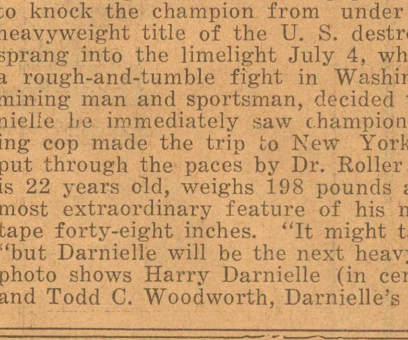 to knock the champion from under
heavyweight title of the U. S. destr
sprang into the limelight July 4, wh
a rough-and-tumble fight in Washin
mining man and sportsman, decided
nielle he immediately saw champion
ing cop made the trip to New York
put through the paces by Dr. Roller
is 22 years old, weighs 198 pounds a
most extraordinary feature of his m
tape forty-eight inches. "It might t
"but Darnielle will be the next heavy
photo shows Harry Darnielle (in cen
and Todd C. Woodworth, Darnielle's